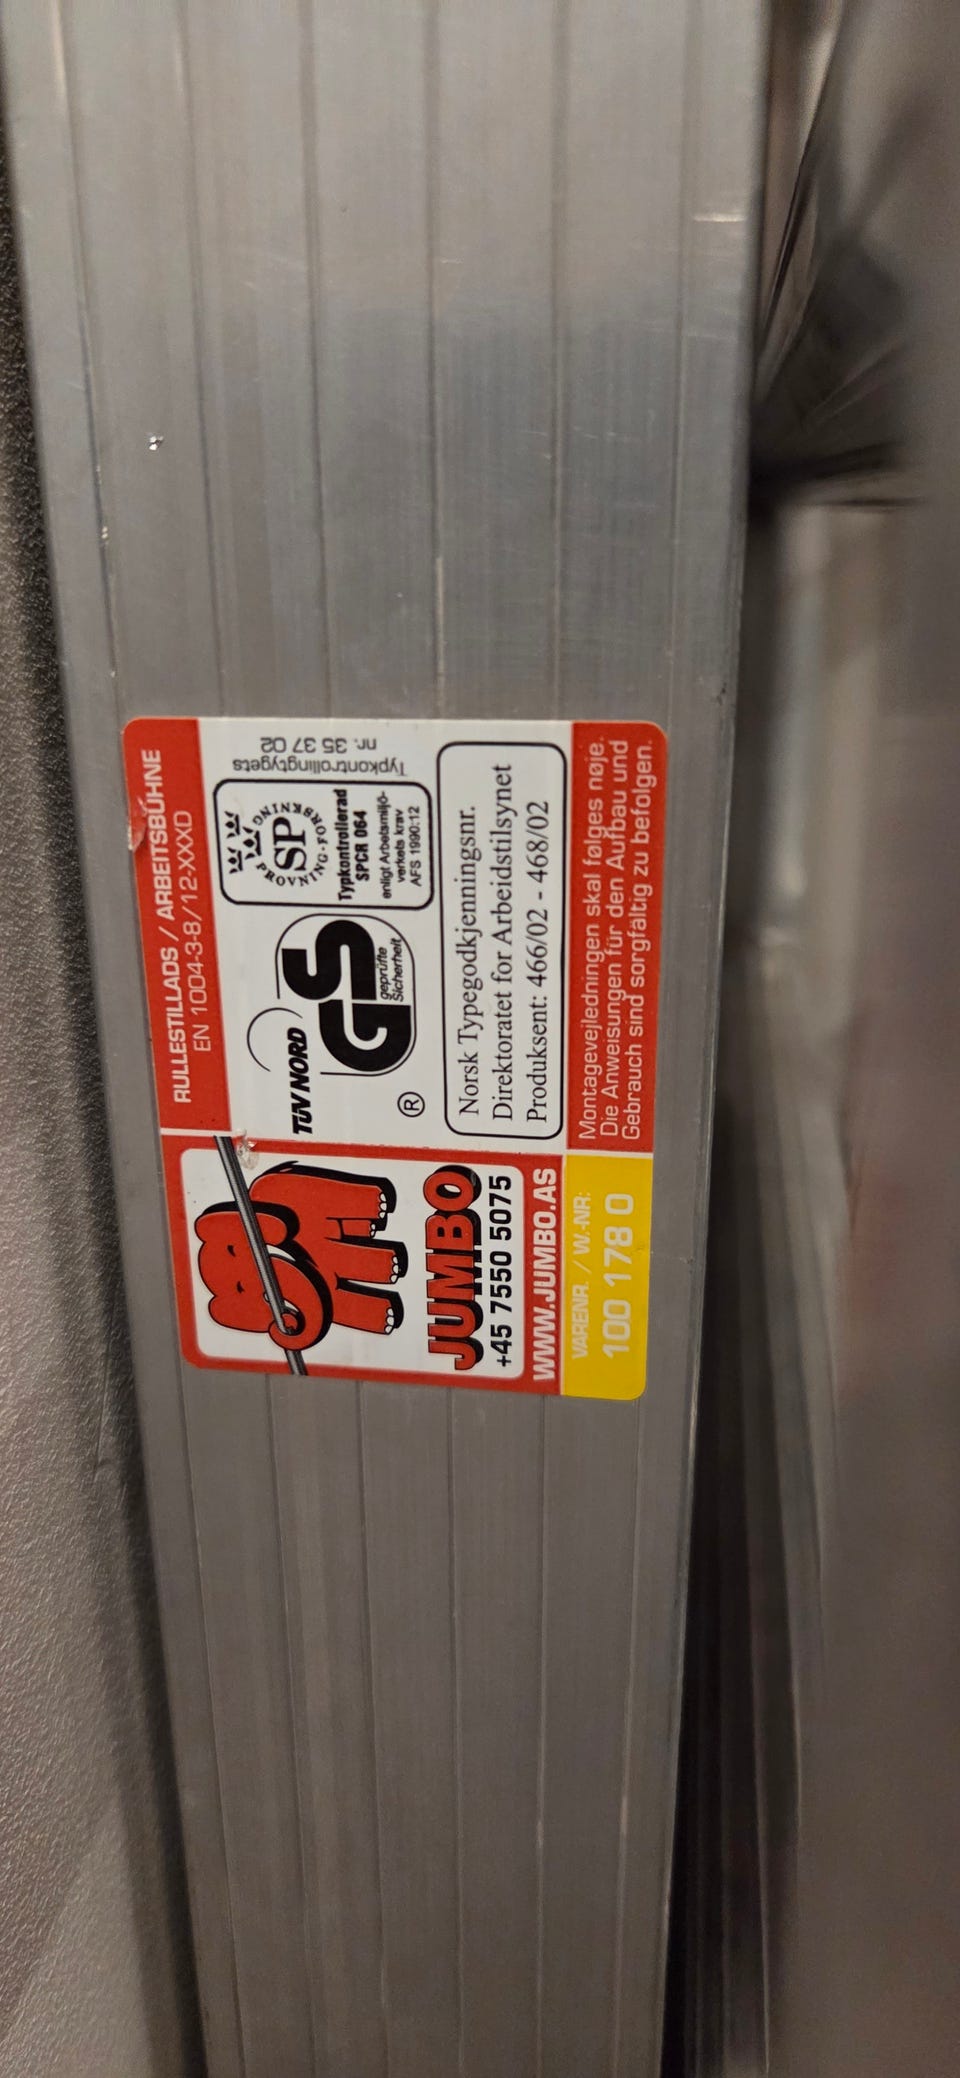 RULLESTILLADS / ARBEITSBÜHNE
EN 1004-3-8/12-XXXD
JUMBO
+45 7550 5075
WWW.JUMBO.AS
VARENR. / W.-NR:
100 178 0
TÜV NORD
GS
geprüfte
Sicherheit
®
PROVNING·FORSKNING
SP
Typkontrollerad
SPCR 064
enligt Arbetsmiljö-
verkets krav
AFS 1990:12
Typkontrollingtygets
nr. 35 37 02
Norsk Typegodkjenningsnr.
Direktoratet for Arbeidstilsynet
Produksent: 466/02 - 468/02
Montagevejledningen skal følges nøje.
Die Anweisungen für den Aufbau und
Gebrauch sind sorgfältig zu befolgen.